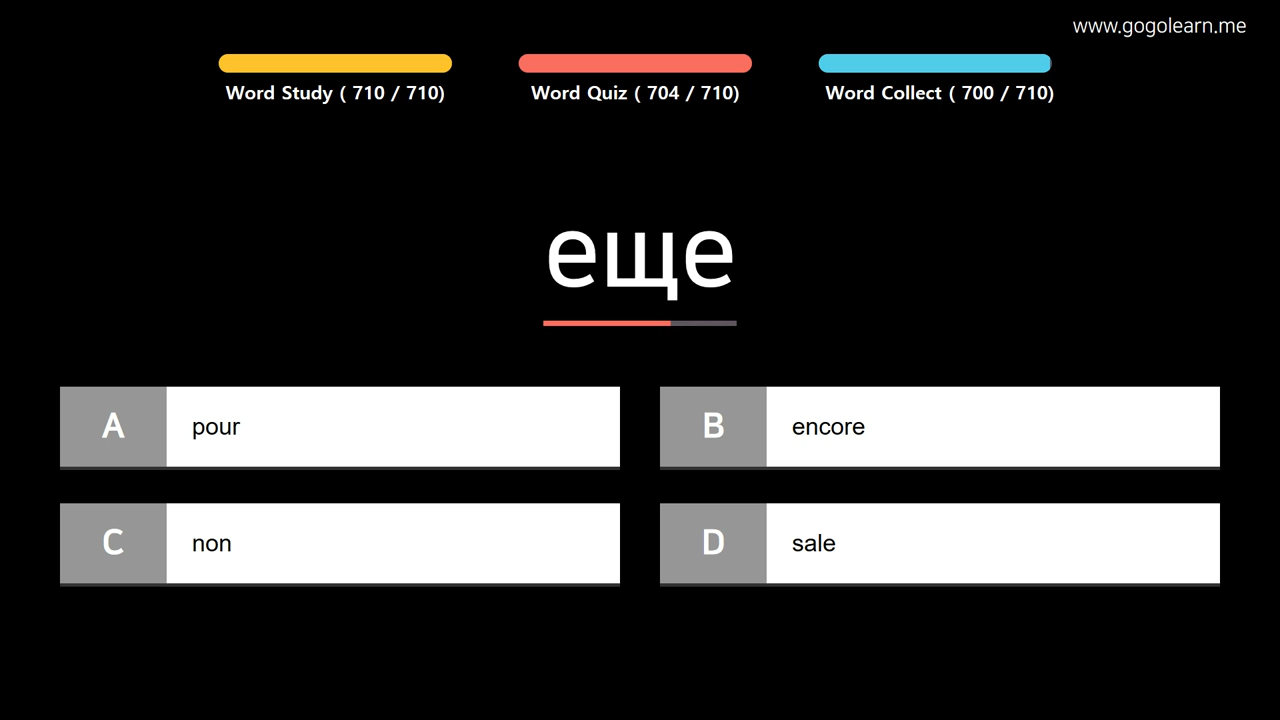 www.gogolearn.me
Word Study ( 710 / 710)
Word Quiz ( 704 / 710)
Word Collect ( 700 / 710)
еще
A
pour
B
encore
C
non
D
sale